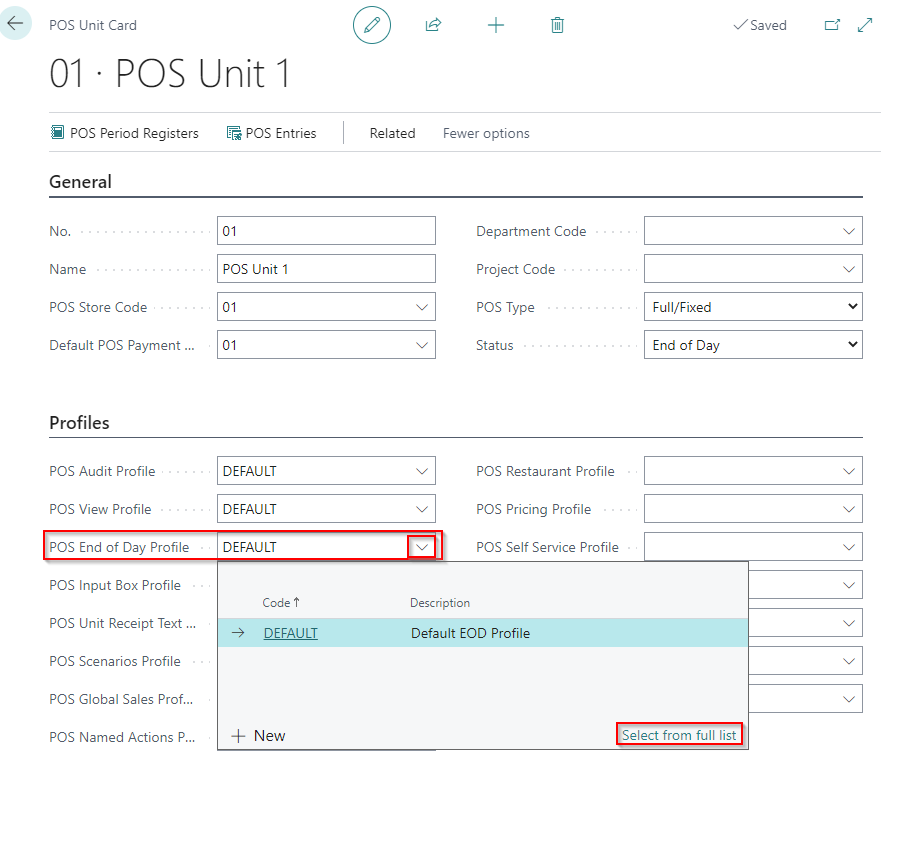 POS Unit Card
Saved
01 · POS Unit 1
POS Period Registers POS Entries Related Fewer options
General
No. 01
Department Code
Name POS Unit 1
Project Code
POS Store Code 01
POS Type Full/Fixed
Default POS Payment ... 01
Status End of Day
Profiles
POS Audit Profile DEFAULT
POS Restaurant Profile
POS View Profile DEFAULT
POS Pricing Profile
POS End of Day Profile DEFAULT
POS Self Service Profile
POS Input Box Profile
Code↑ Description
POS Unit Receipt Text ...
DEFAULT Default EOD Profile
POS Scenarios Profile
POS Global Sales Prof...
POS Named Actions P...
+ New Select from full list